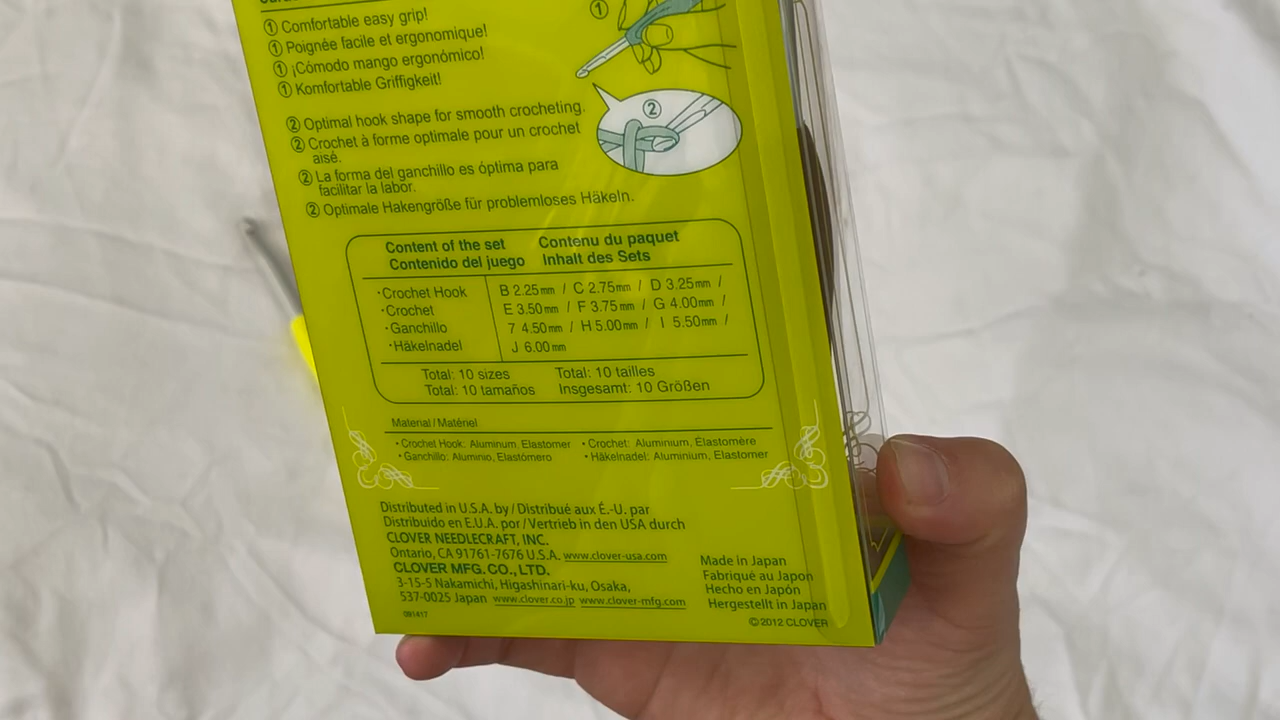 ① Comfortable easy grip!
① Poignée facile et ergonomique!
① ¡Cómodo mango ergonómico!
① Komfortable Griffigkeit!
①
② Optimal hook shape for smooth crocheting.
② Crochet à forme optimale pour un crochet
aisé.
② La forma del ganchillo es óptima para
facilitar la labor.
② Optimale Hakengröße für problemloses Häkeln.
②
Content of the set Contenu du paquet
Contenido del juego Inhalt des Sets
·Crochet Hook
·Crochet
·Ganchillo
·Häkelnadel
B 2.25mm / C 2.75mm / D 3.25mm /
E 3.50mm / F 3.75mm / G 4.00mm /
7 4.50mm / H 5.00mm / I 5.50mm /
J 6.00mm
Total: 10 sizes Total: 10 tailles
Total: 10 tamaños Insgesamt: 10 Größen
Material / Matériel
·Crochet Hook: Aluminum, Elastomer ·Crochet: Aluminium, Élastomère
·Ganchillo: Aluminio, Elastómero ·Häkelnadel: Aluminium, Elastomer
Distributed in U.S.A. by / Distribué aux É.-U. par
Distribuido en E.U.A. por / Vertrieb in den USA durch
CLOVER NEEDLECRAFT, INC.
Ontario, CA 91761-7676 U.S.A. www.clover-usa.com
CLOVER MFG. CO., LTD.
3-15-5 Nakamichi, Higashinari-ku, Osaka,
537-0025 Japan www.clover.co.jp www.clover-mfg.com
091417
Made in Japan
Fabriqué au Japon
Hecho en Japón
Hergestellt in Japan
©2012 CLOVER